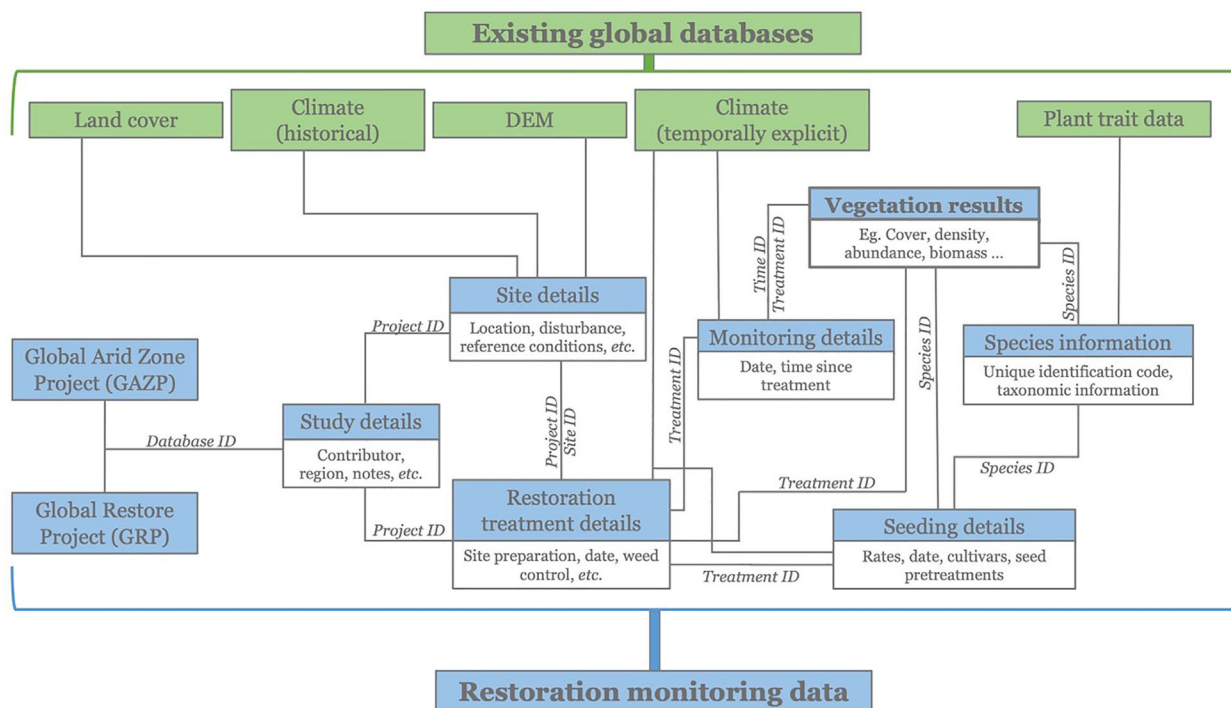 Existing global databases
Land cover
Climate
(historical)
DEM
Climate
(temporally explicit)
Plant trait data
Vegetation results
Eg. Cover, density,
abundance, biomass ...
Time ID
Treatment ID
Species ID
Species ID
Site details
Location, disturbance,
reference conditions, etc.
Project ID
Monitoring details
Date, time since
treatment
Species information
Unique identification code,
taxonomic information
Global Arid Zone
Project (GAZP)
Treatment ID
Project ID
Site ID
Study details
Contributor,
region, notes, etc.
Database ID
Species ID
Global Restore
Project (GRP)
Project ID
Restoration
treatment details
Site preparation, date, weed
control, etc.
Treatment ID
Treatment ID
Seeding details
Rates, date, cultivars, seed
pretreatments
Restoration monitoring data